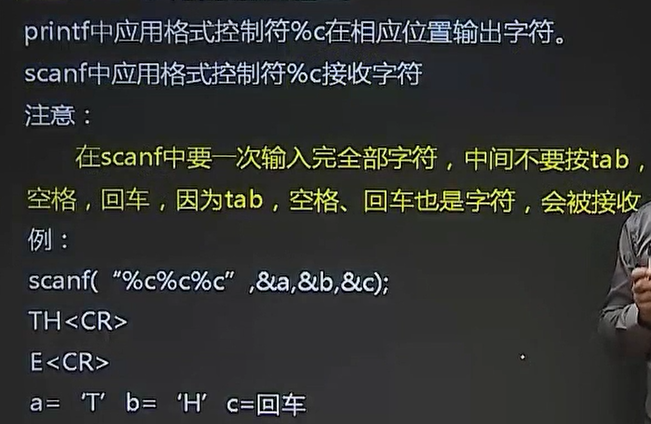 printf中应用格式控制符%c在相应位置输出字符。
scanf中应用格式控制符%c接收字符
注意：
在scanf中要一次输入完全部字符，中间不要按tab，
空格，回车，因为tab，空格、回车也是字符，会被接收
例：
scanf(“%c%c%c”,&a,&b,&c);
TH<CR>
E<CR>
a=‘T’ b=‘H’ c=回车